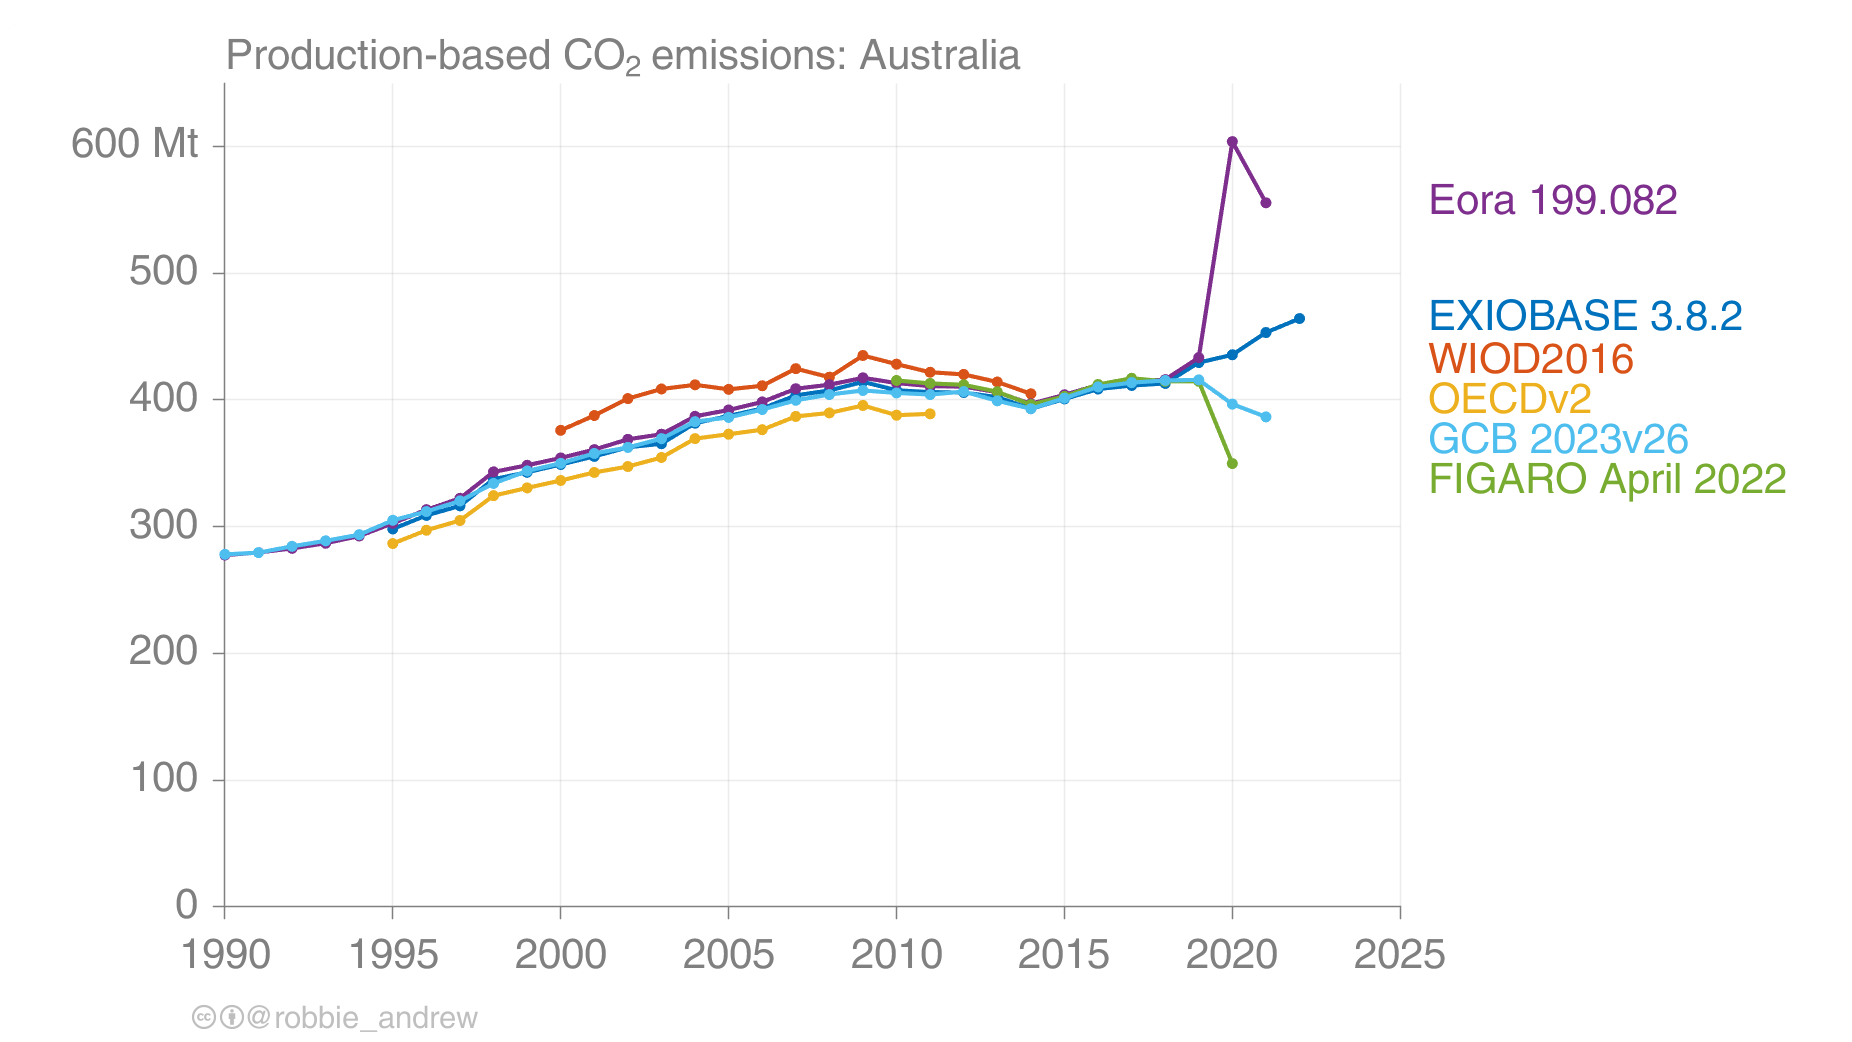 Production-based CO₂ emissions: Australia
600 Mt
500
400
300
200
100
0
1990 1995 2000 2005 2010 2015 2020 2025
Eora 199.082
EXIOBASE 3.8.2
WIOD2016
OECDv2
GCB 2023v26
FIGARO April 2022
cc @robbie_andrew